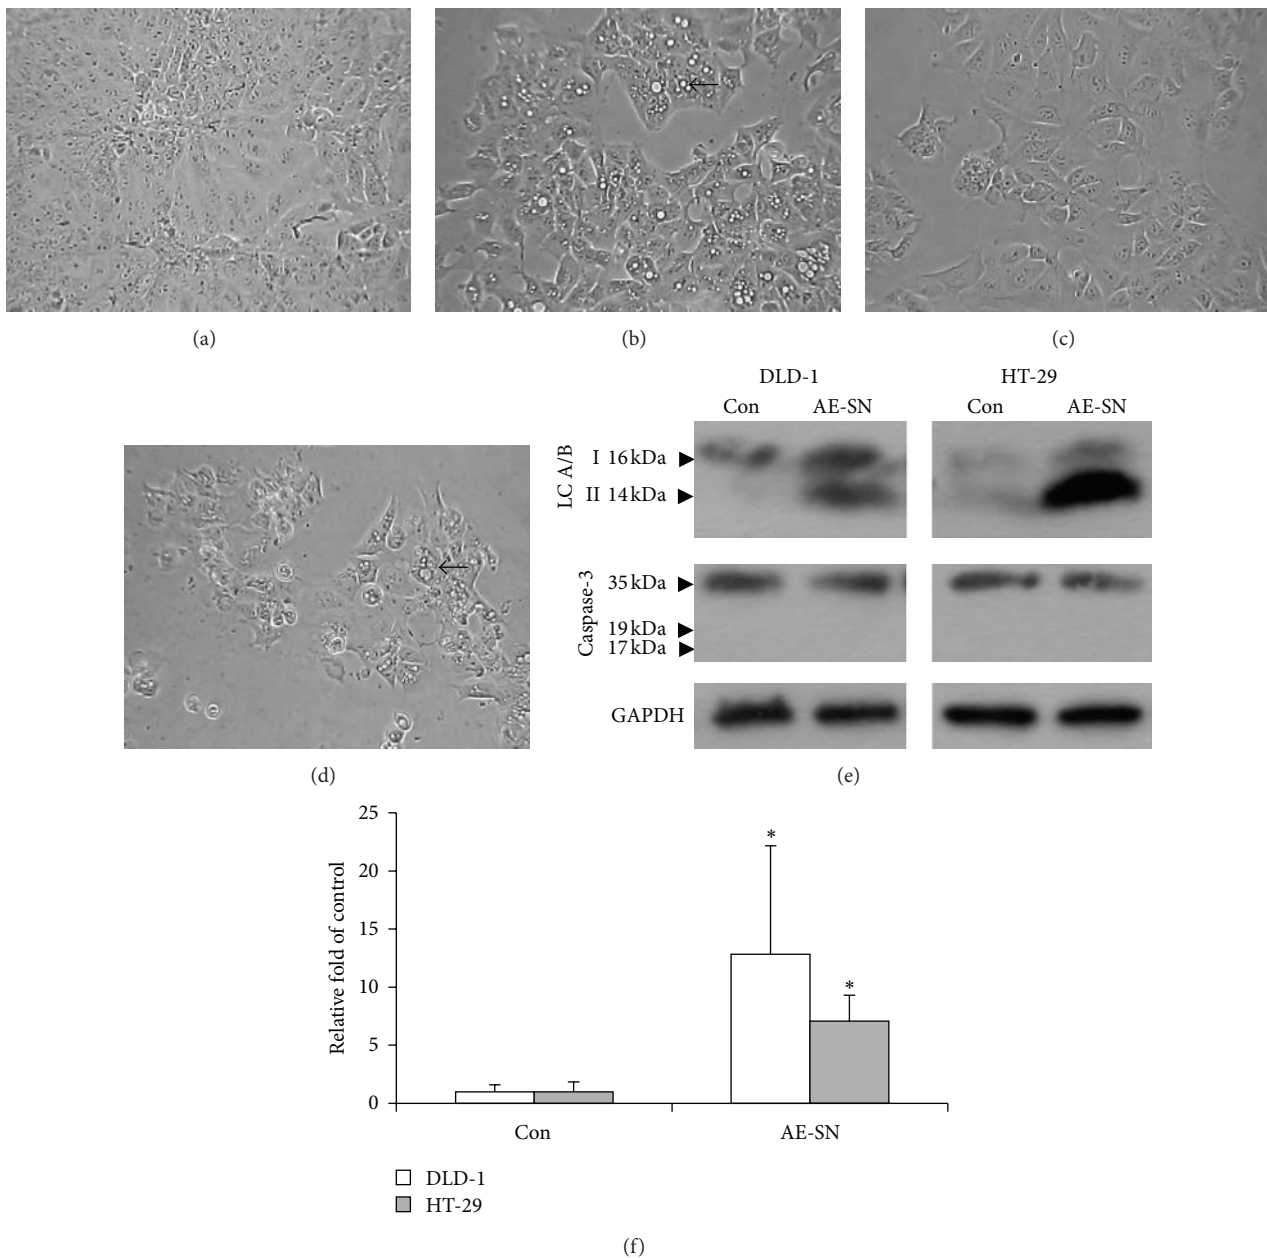 (a)
(b)
(c)
DLD-1 HT-29
Con AE-SN Con AE-SN
LC A/B
I 16 kDa
II 14 kDa
Caspase-3
35 kDa
19 kDa
17 kDa
GAPDH
(d)
(e)
Relative fold of control
25
20
15
10
5
0
*
*
Con AE-SN
DLD-1
HT-29
(f)